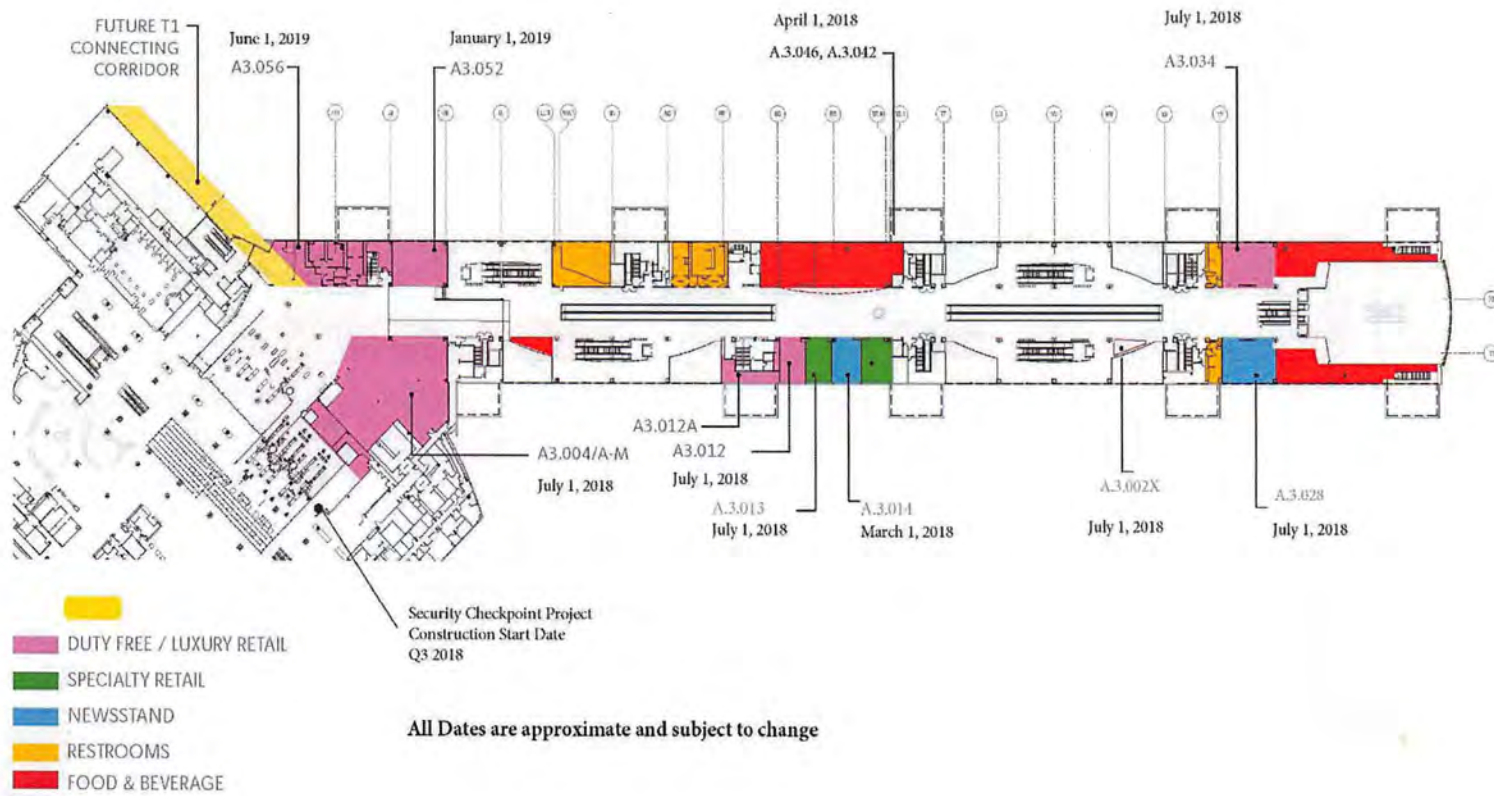 FUTURE T1
CONNECTING
CORRIDOR
June 1, 2019
A3.056
January 1, 2019
A3.052
April 1, 2018
A.3.046, A.3.042
July 1, 2018
A3.034
A3.004/A-M
July 1, 2018
A3.012A
A3.012
July 1, 2018
A.3.013
July 1, 2018
A.3.014
March 1, 2018
A.3.002X
July 1, 2018
A.3.028
July 1, 2018
Security Checkpoint Project
Construction Start Date
Q3 2018
DUTY FREE / LUXURY RETAIL
SPECIALTY RETAIL
NEWSSTAND
RESTROOMS
FOOD & BEVERAGE
All Dates are approximate and subject to change